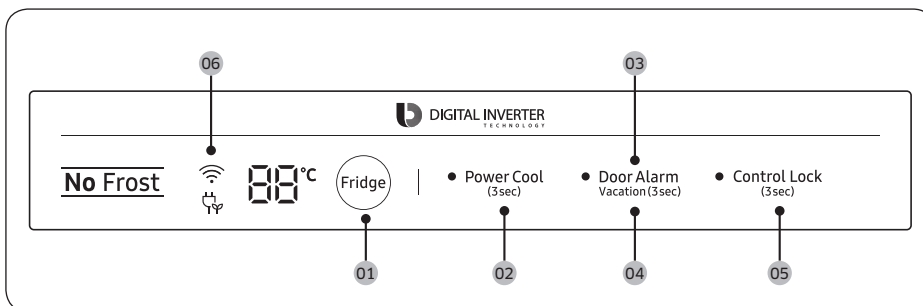 06
03
DIGITAL INVERTER
TECHNOLOGY
No Frost
88°C
Fridge
Power Cool
(3sec)
Door Alarm
Vacation (3sec)
Control Lock
(3sec)
01
02
04
05